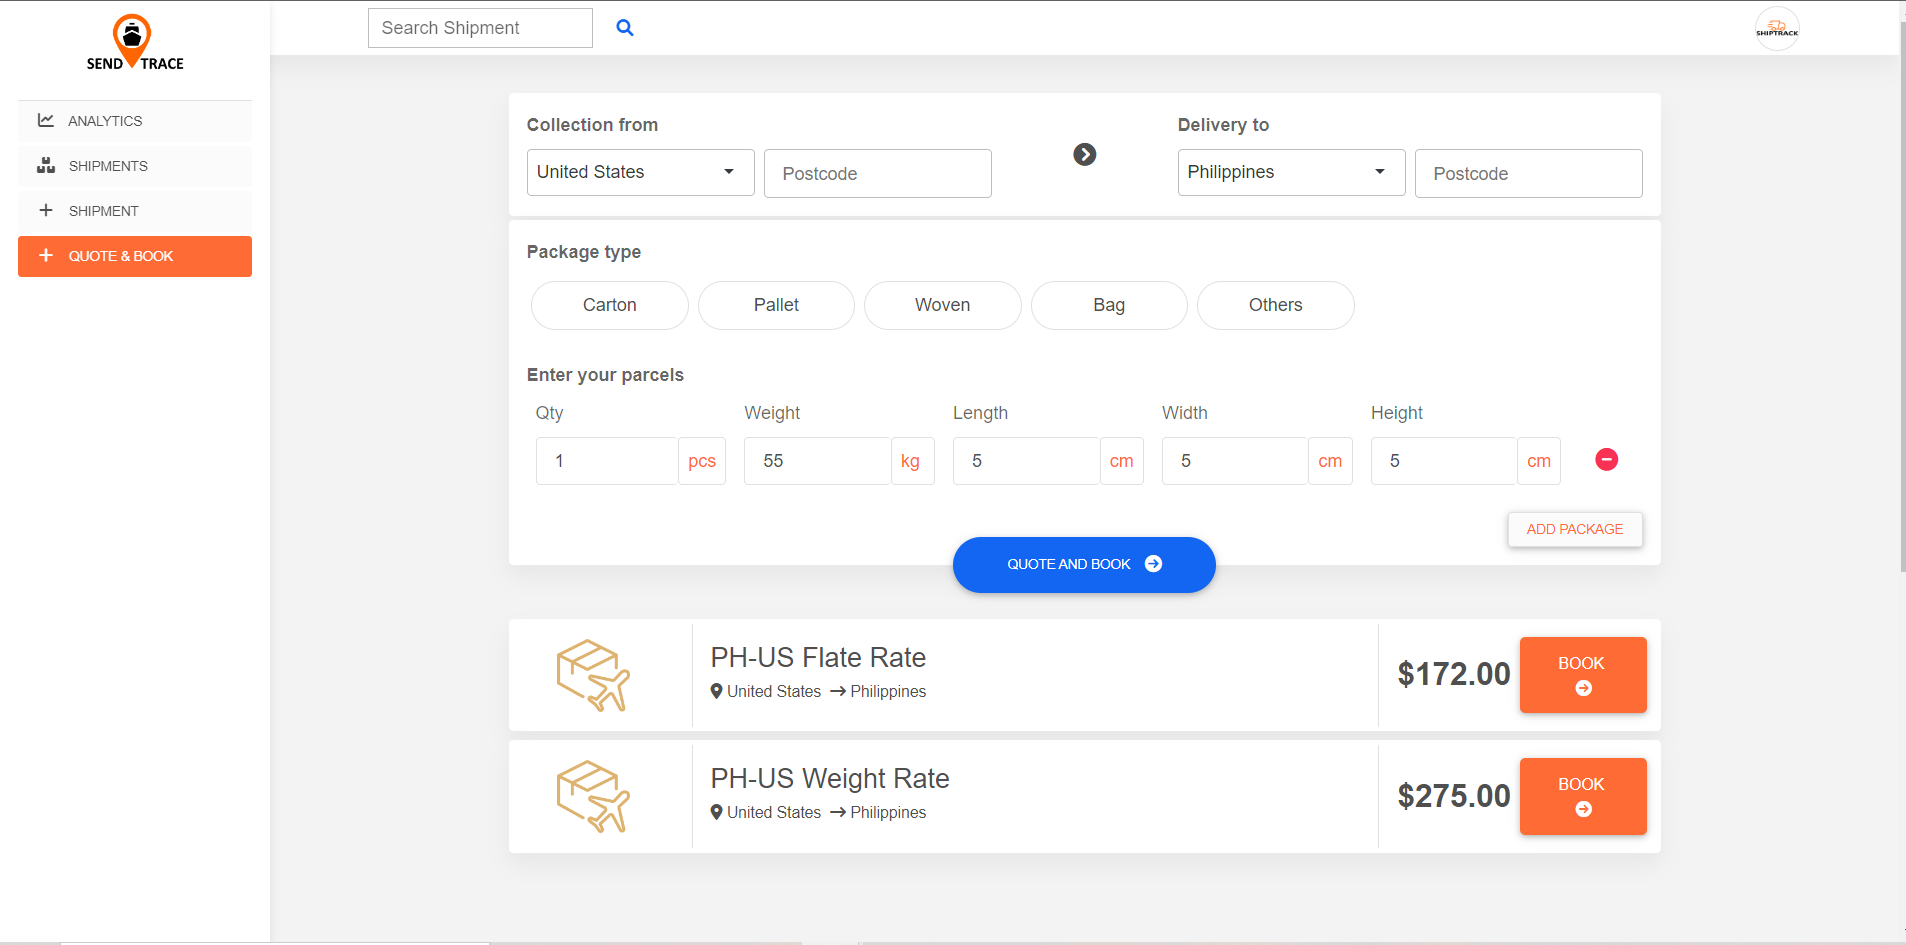 SEND TRACE
Search Shipment
SHIPTRACK
ANALYTICS
SHIPMENTS
SHIPMENT
QUOTE & BOOK
Collection from
Delivery to
United States
Postcode
Philippines
Postcode
Package type
Carton
Pallet
Woven
Bag
Others
Enter your parcels
Qty
Weight
Length
Width
Height
1 pcs
55 kg
5 cm
5 cm
5 cm
ADD PACKAGE
QUOTE AND BOOK
PH-US Flate Rate
United States
Philippines
$172.00
BOOK
PH-US Weight Rate
United States
Philippines
$275.00
BOOK